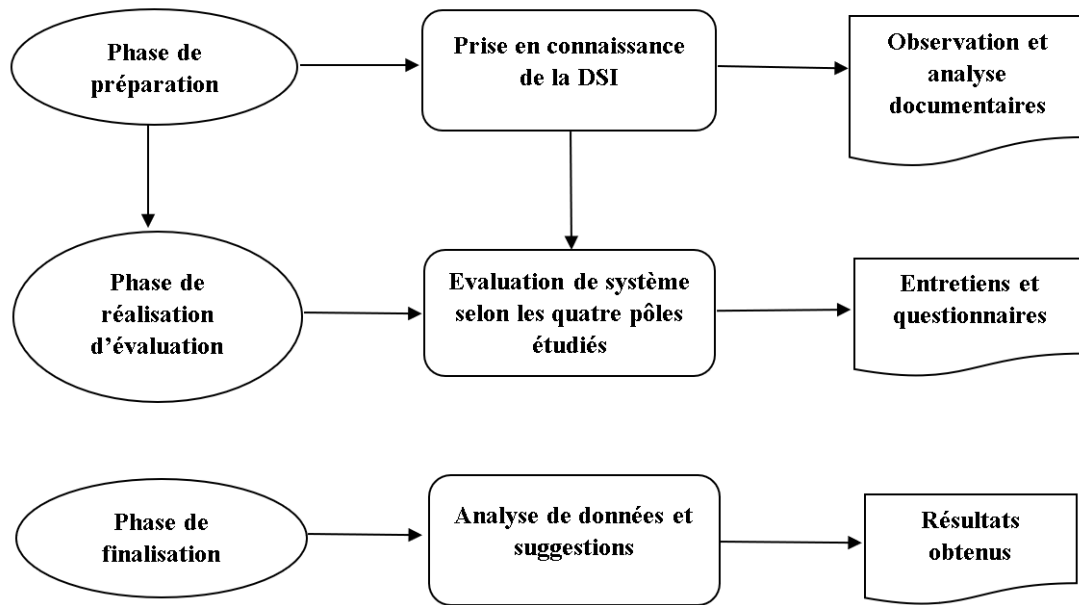 Phase de
préparation
Prise en connaissance
de la DSI
Observation et
analyse
documentaires
Phase de
réalisation
d’évaluation
Evaluation de système
selon les quatre pôles
étudiés
Entretiens et
questionnaires
Phase de
finalisation
Analyse de données et
suggestions
Résultats
obtenus